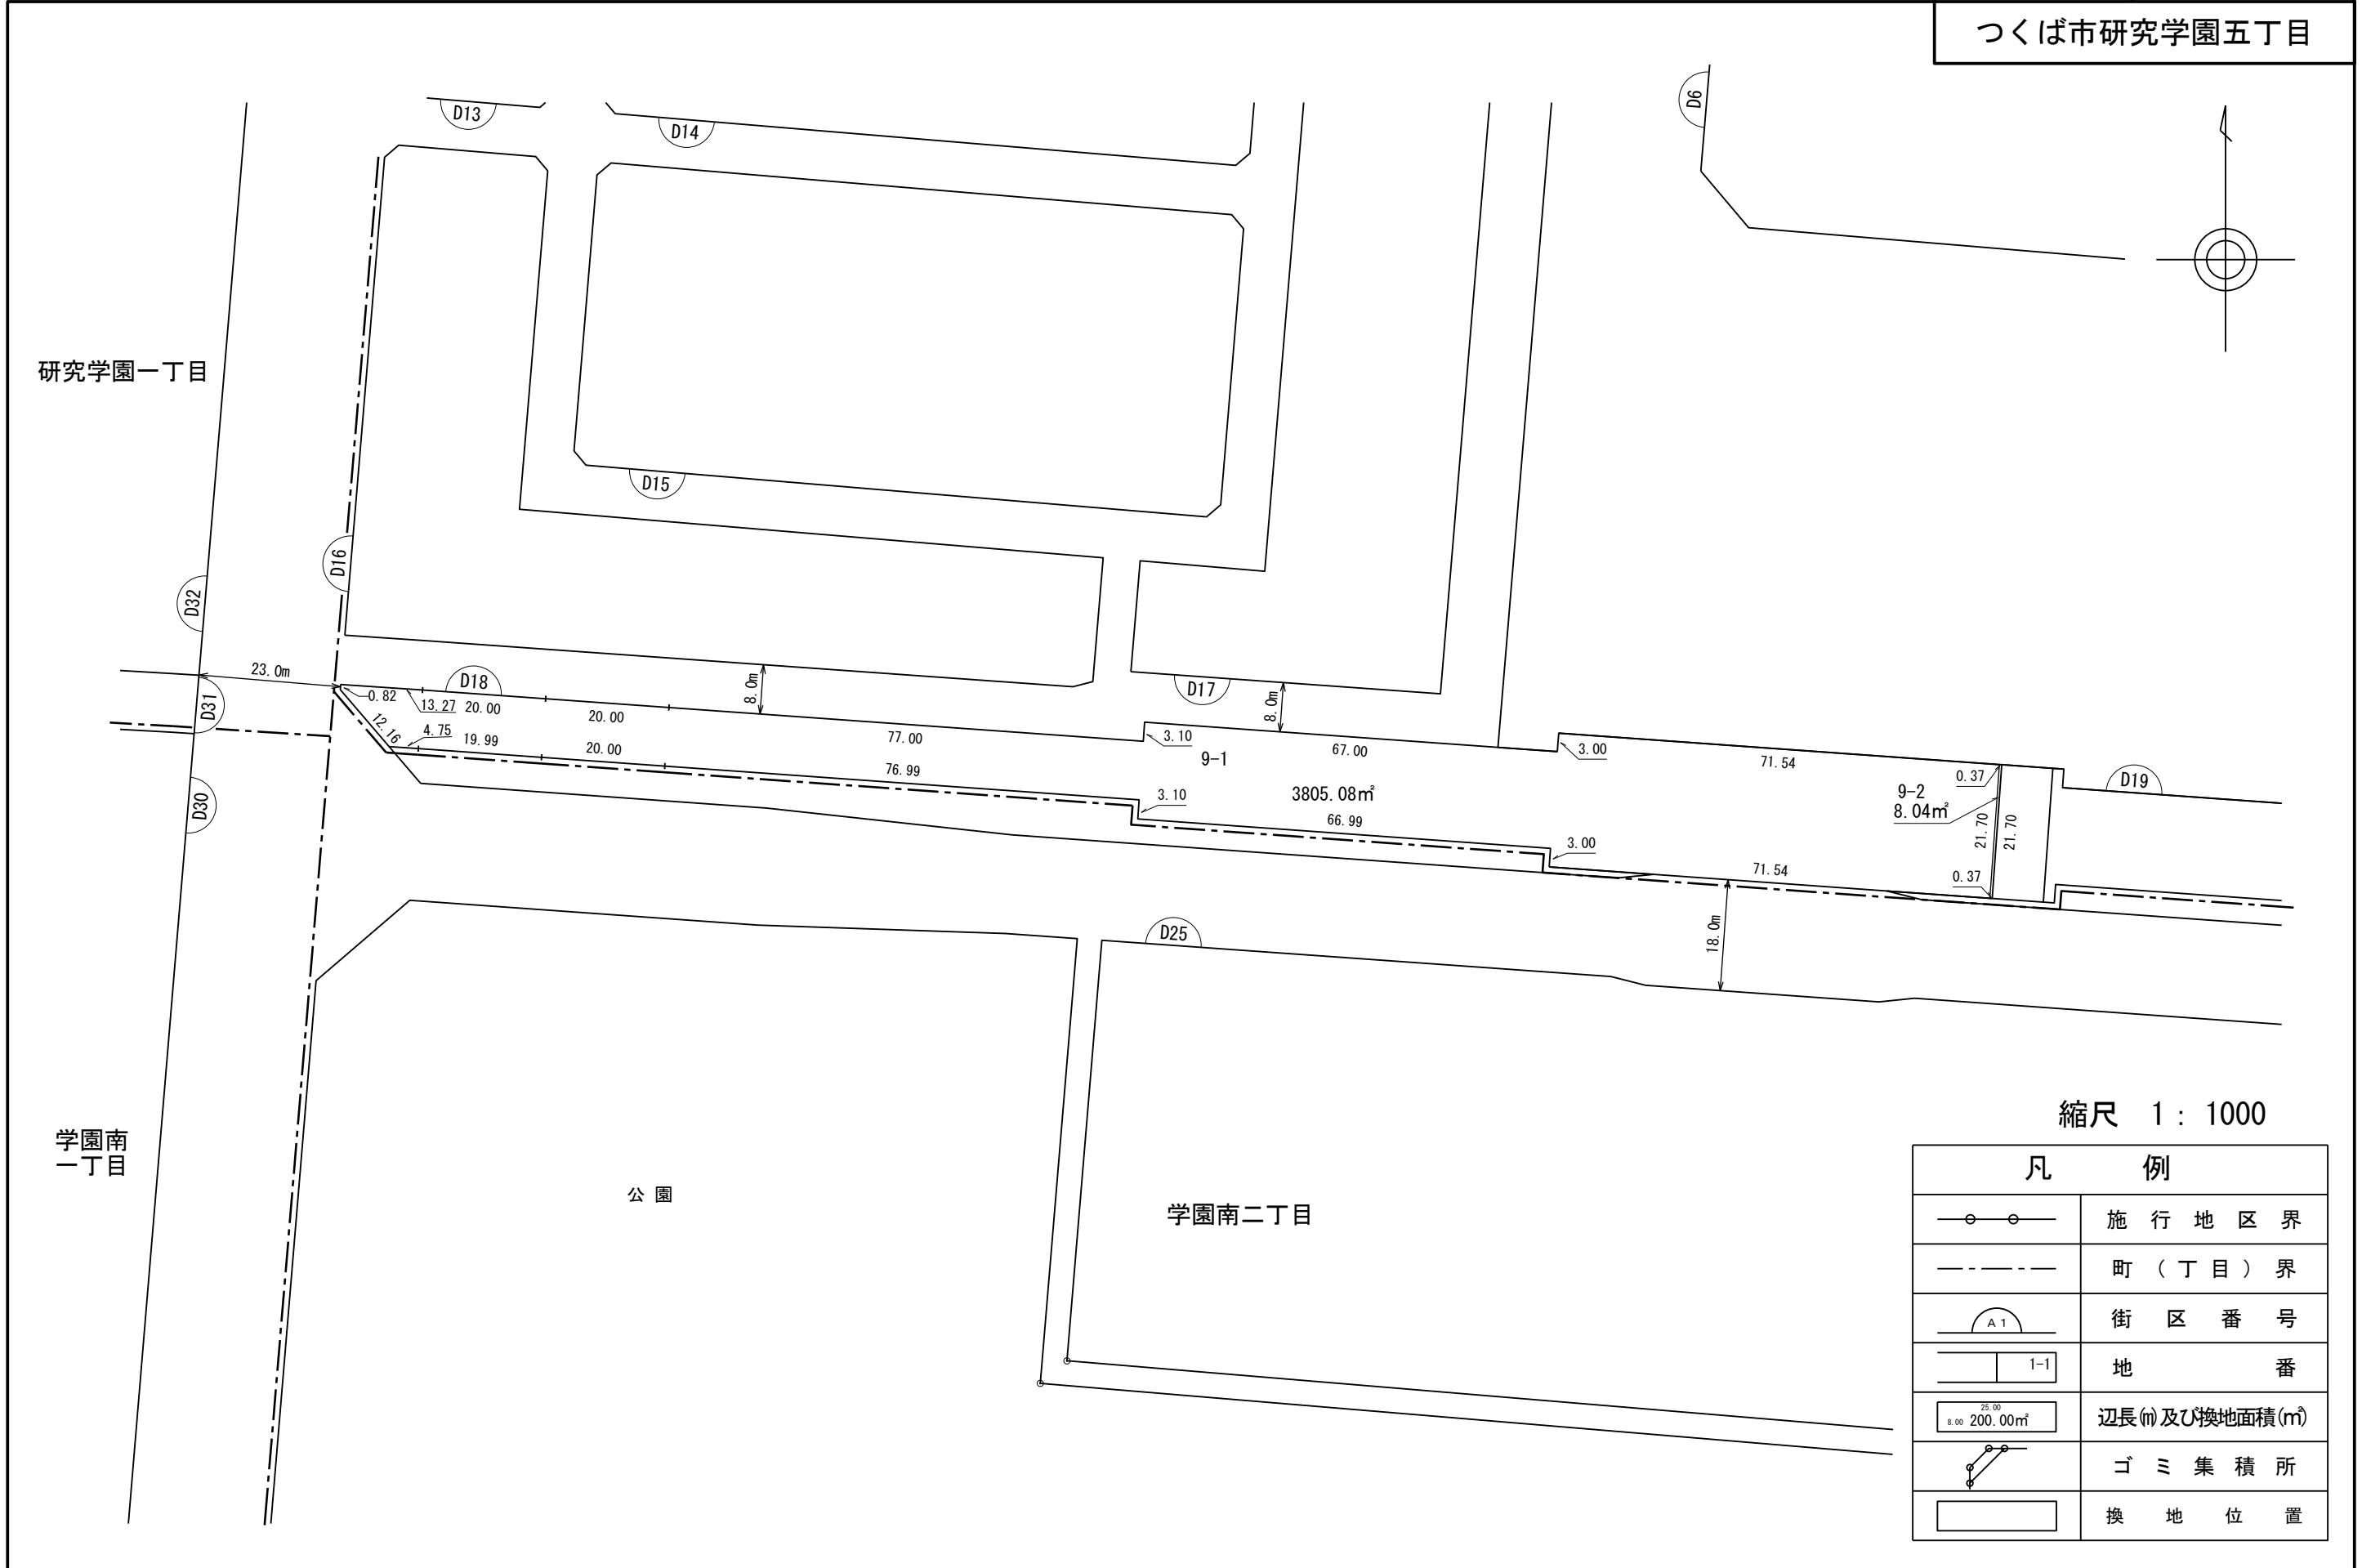 つくば市研究学園五丁目
D13
D14
D6
研究学園一丁目
D15
D16
D32
23.0m
D31
D30
0.82
13.27
D18
20.00
20.00
8.0m
77.00
12.16
4.75
19.99
20.00
76.99
D17
8.0m
3.10
9-1
67.00
3.00
71.54
3805.08㎡
3.10
66.99
3.00
71.54
0.37
9-2
8.04㎡
21.70
21.70
0.37
D19
18.0m
D25
学園南
一丁目
公園
学園南二丁目
縮尺 1: 1000
凡例
施行地区界
町(丁目)界
A1
街区番号
1-1
地番
25.00
8.00 200.00㎡
辺長(m)及び換地面積(㎡)
ゴミ集積所
換地位置